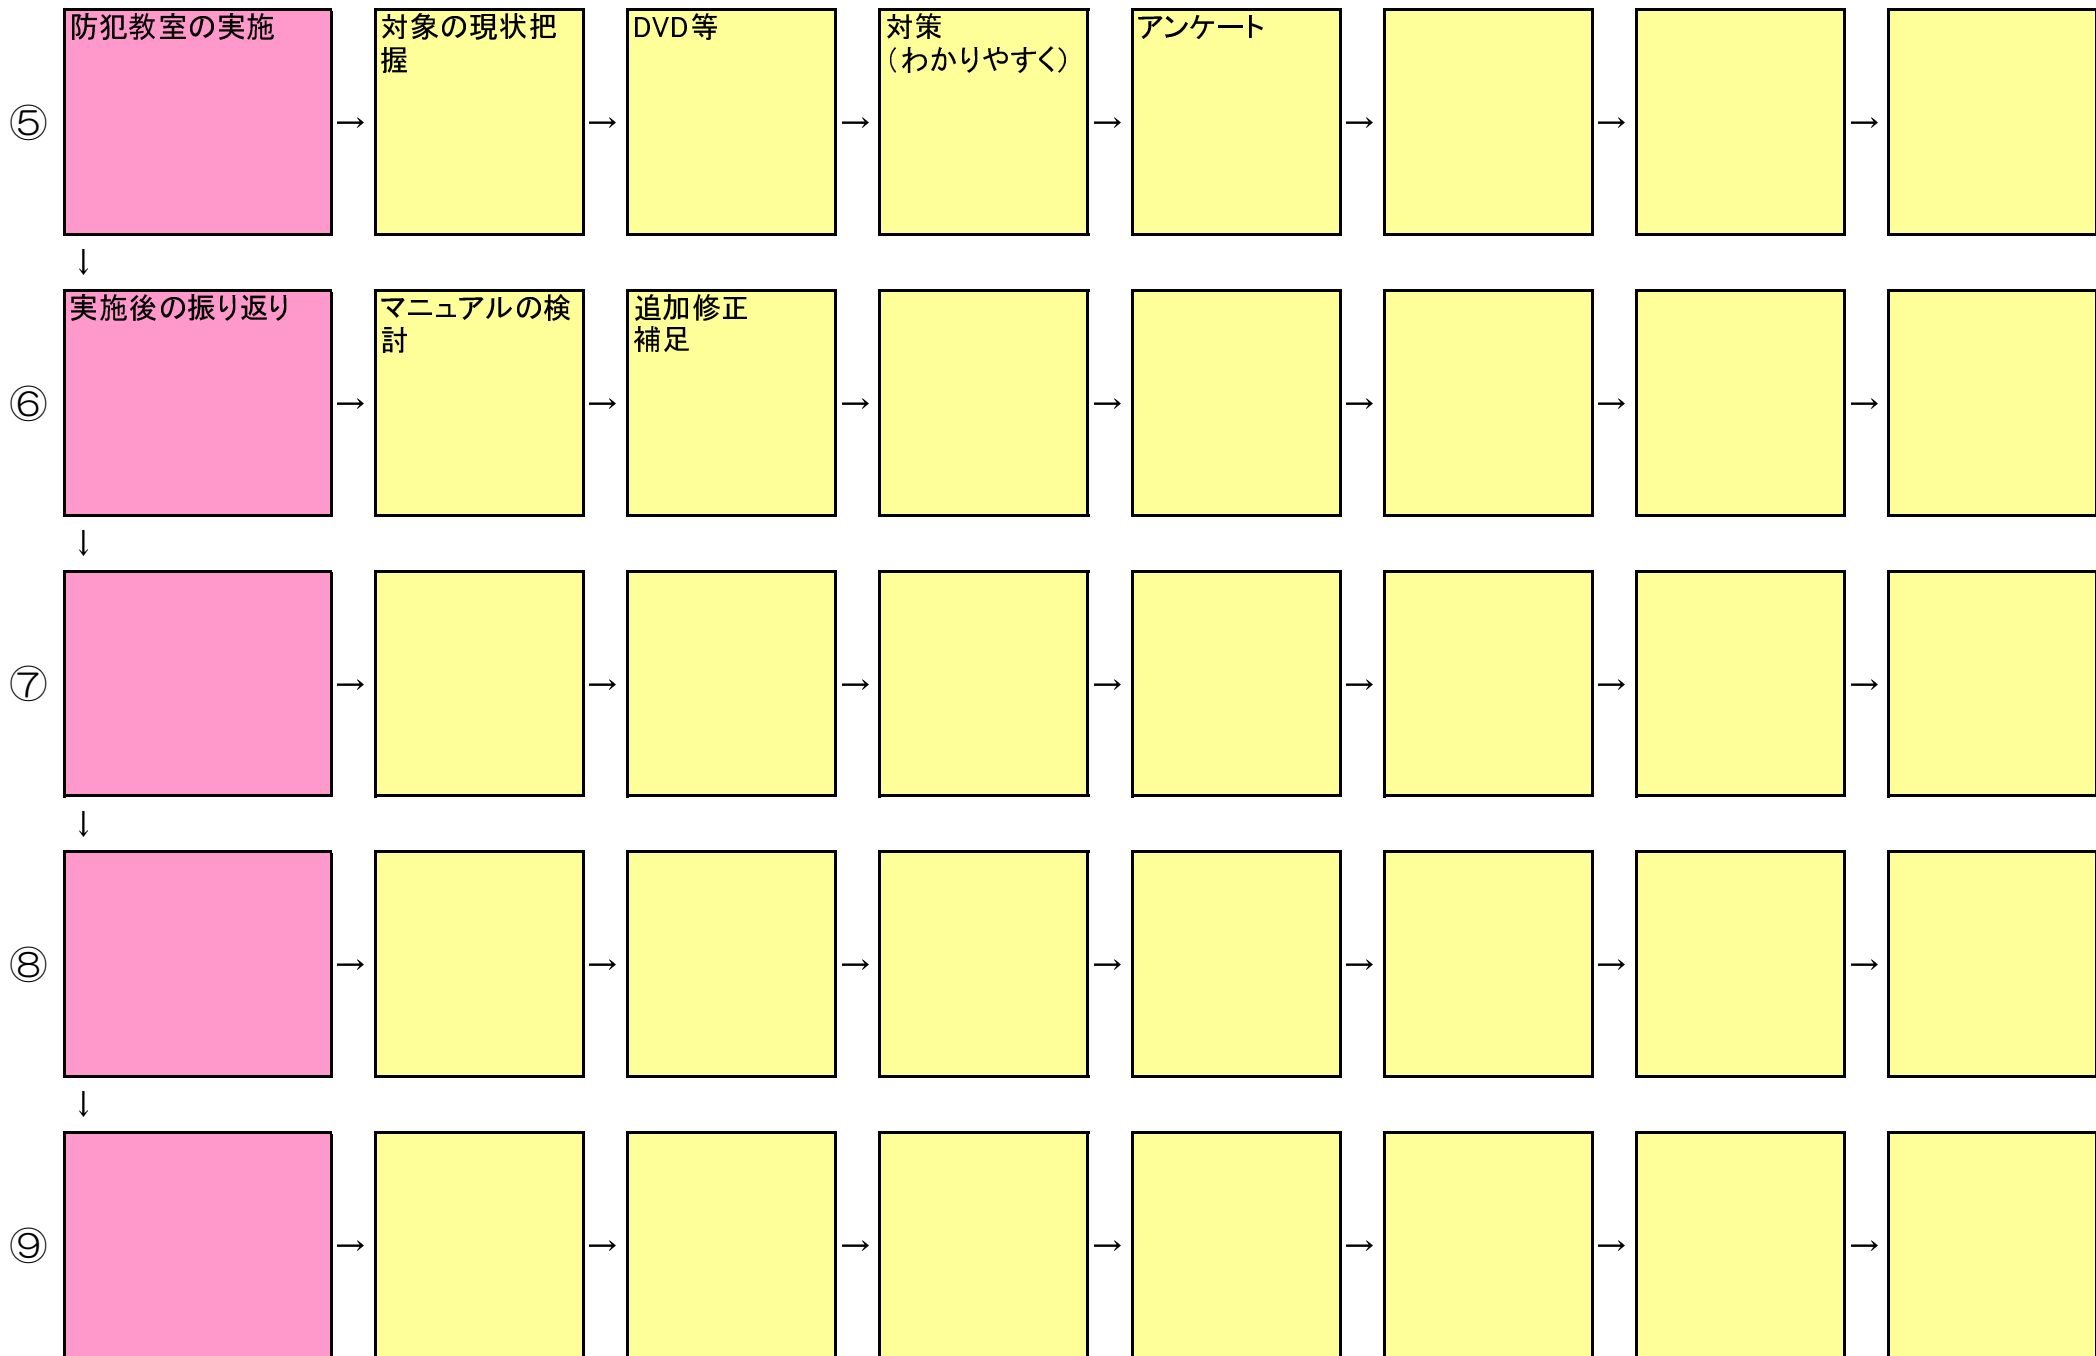 防犯教室の実施
対象の現状把
握
DVD等
対策
（わかりやすく）
アンケート
⑤
→ → → → → → →
↓
実施後の振り返り
マニュアルの検
討
追加修正
補足
⑥
→ → → → → → →
↓
⑦
→ → → → → → →
↓
⑧
→ → → → → → →
↓
⑨
→ → → → → → →